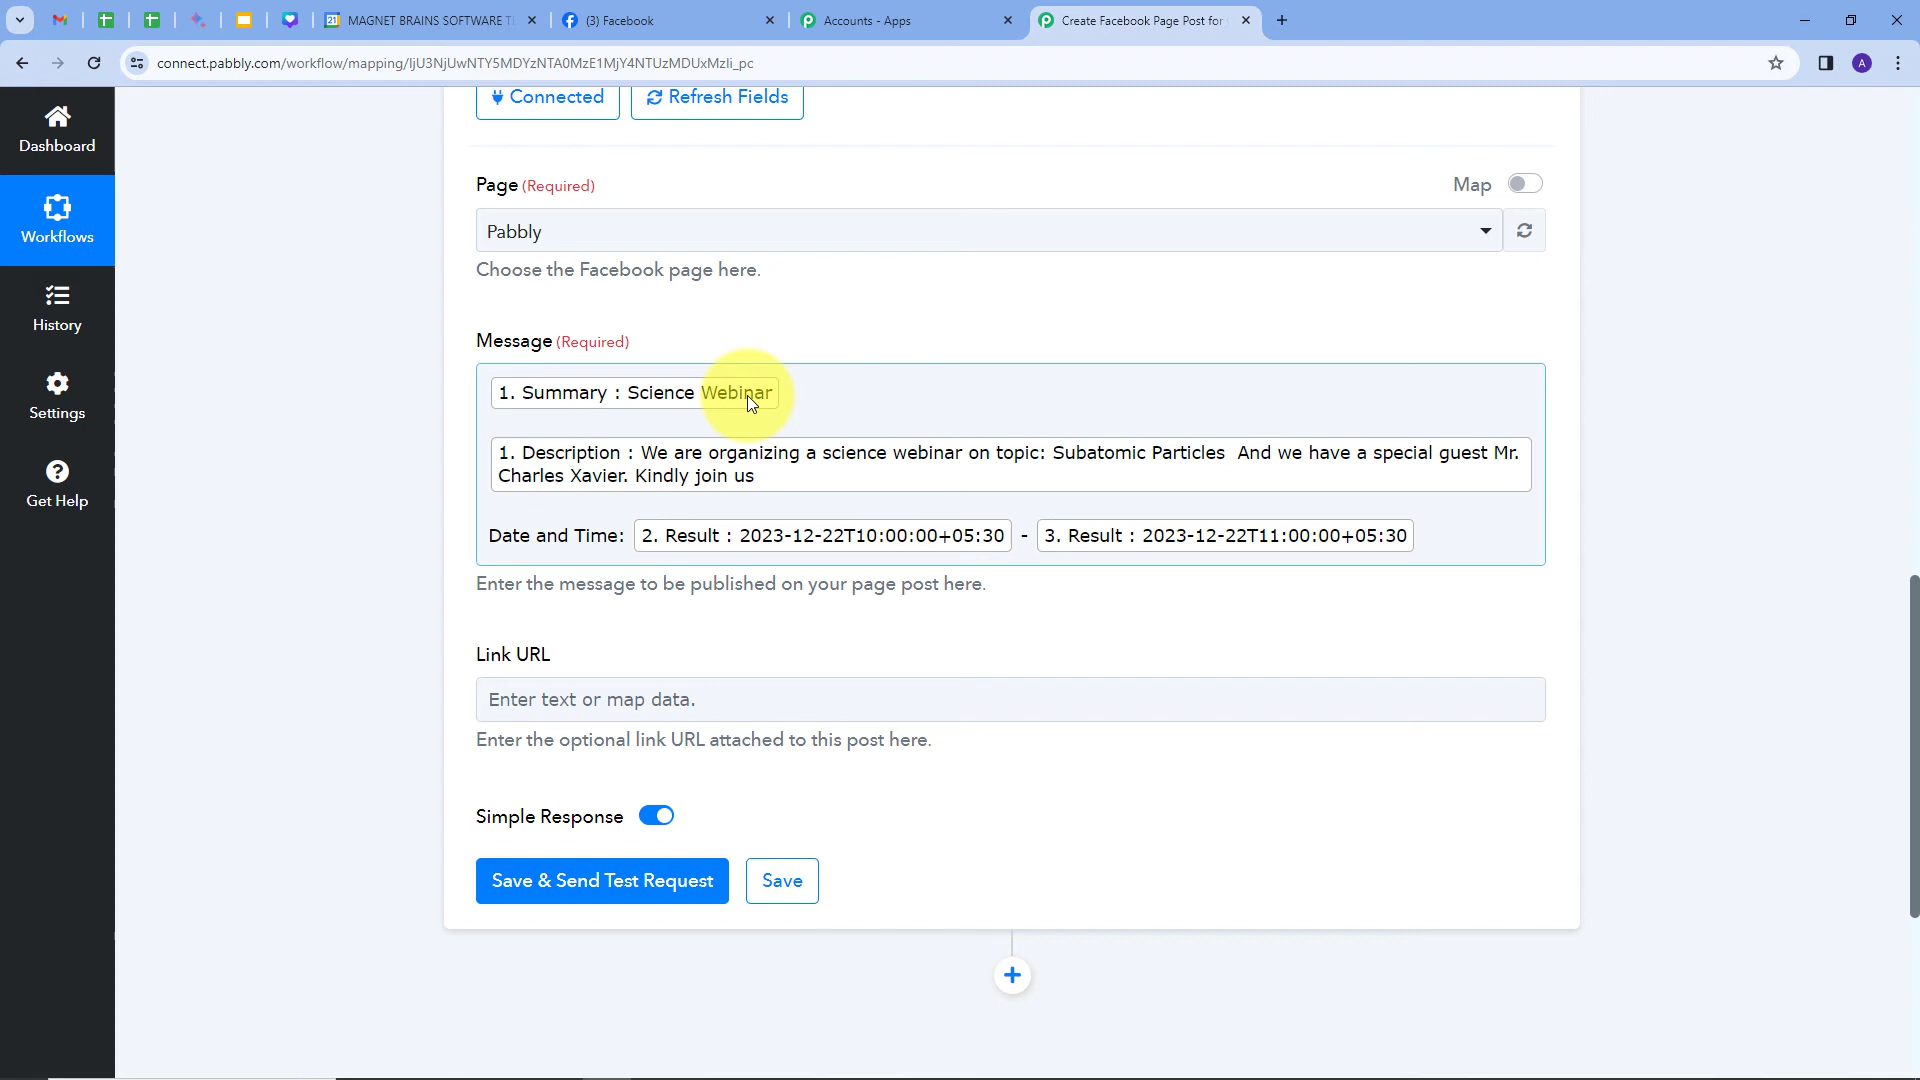 MAGNET BRAINS SOFTWARE T
(3) Facebook
Accounts - Apps
Create Facebook Page Post for
connect.pabbly.com/workflow/mapping/IjU3NjUwNTY5MDYzNTA0MzE1MjY4NTUzMDUxMzIi_pc
A
Dashboard
Workflows
History
Settings
Get Help
Connected
Refresh Fields
Page (Required)
Map
Pabbly
Choose the Facebook page here.
Message (Required)
1. Summary : Science Webinar
1. Description : We are organizing a science webinar on topic: Subatomic Particles And we have a special guest Mr.
Charles Xavier. Kindly join us
Date and Time: 2. Result : 2023-12-22T10:00:00+05:30 - 3. Result : 2023-12-22T11:00:00+05:30
Enter the message to be published on your page post here.
Link URL
Enter text or map data.
Enter the optional link URL attached to this post here.
Simple Response
Save & Send Test Request
Save